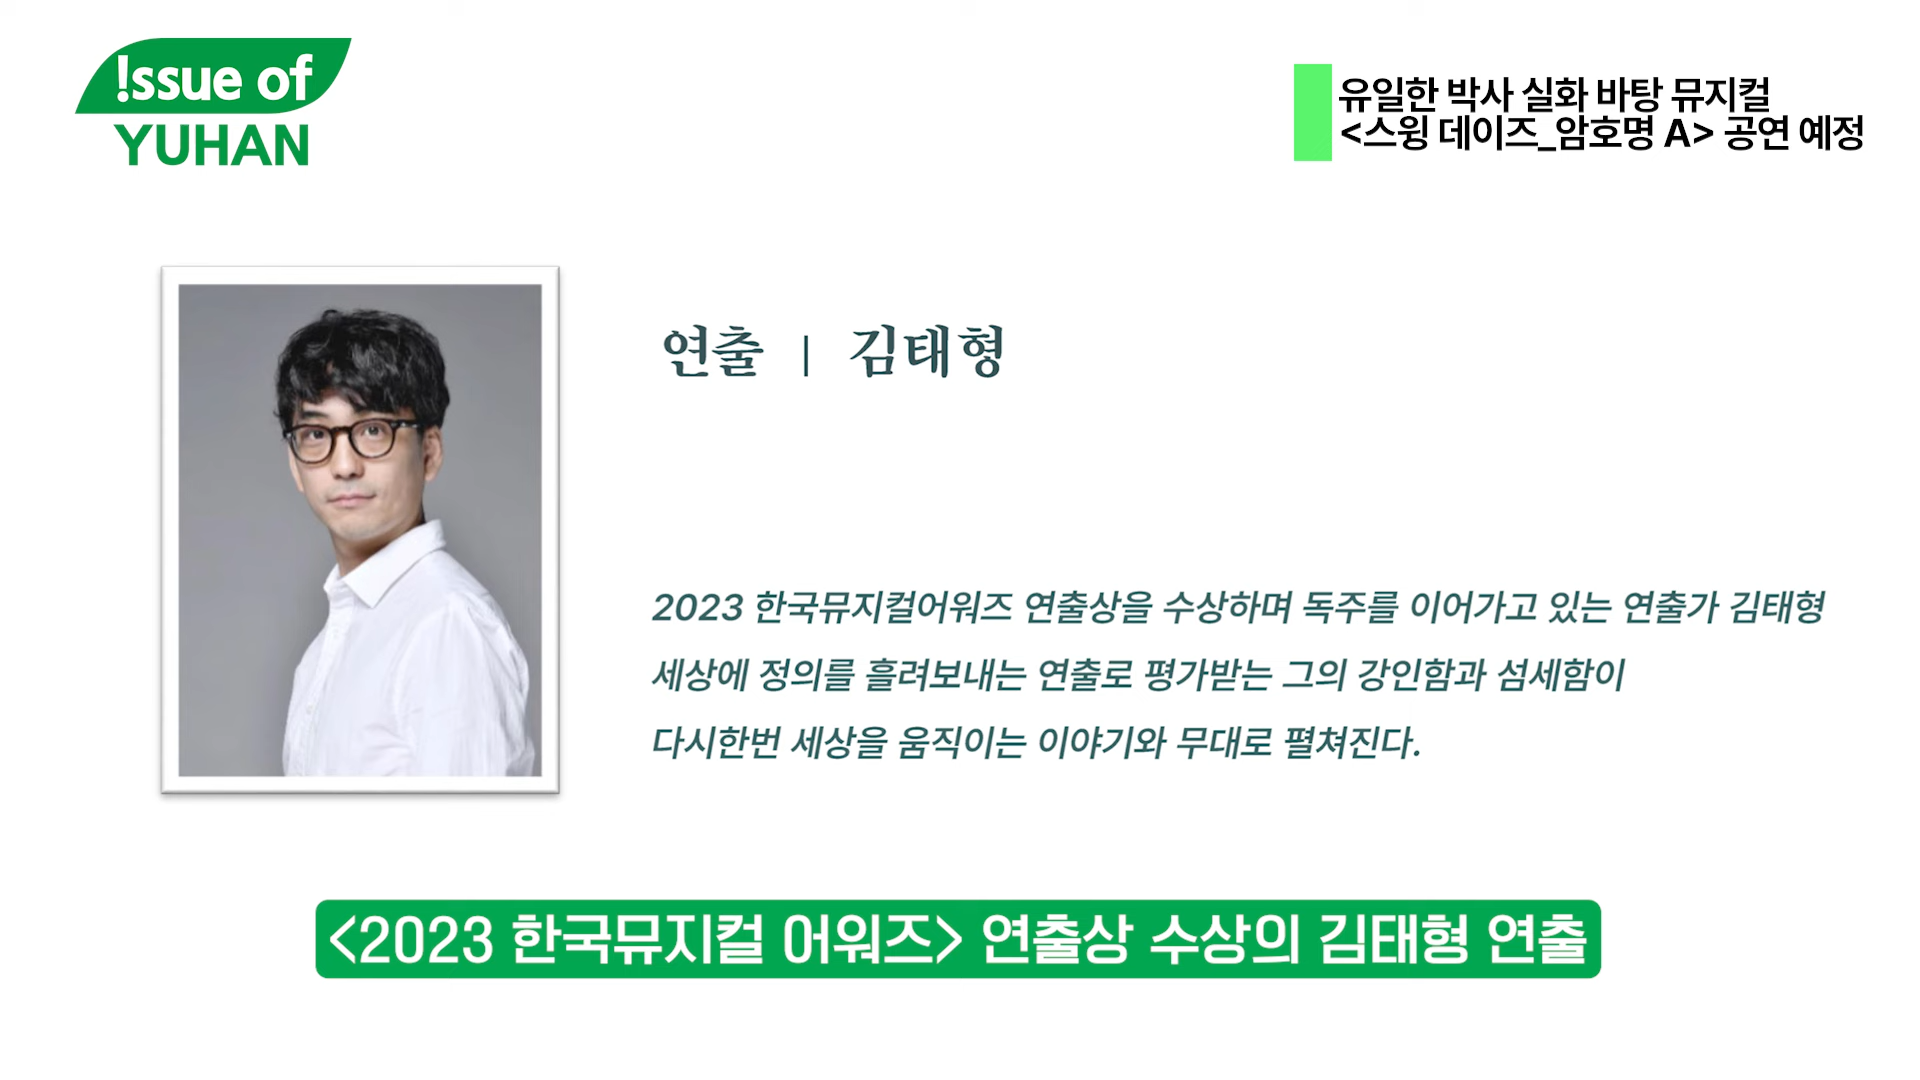 !ssue of
YUHAN
유일한 박사 실화 바탕 뮤지컬
<스윙 데이즈_암호명 A> 공연 예정
연출 | 김태형
2023 한국뮤지컬어워즈 연출상을 수상하며 독주를 이어가고 있는 연출가 김태형
세상에 정의를 흘려보내는 연출로 평가받는 그의 강인함과 섬세함이
다시한번 세상을 움직이는 이야기와 무대로 펼쳐진다.
<2023 한국뮤지컬 어워즈> 연출상 수상의 김태형 연출